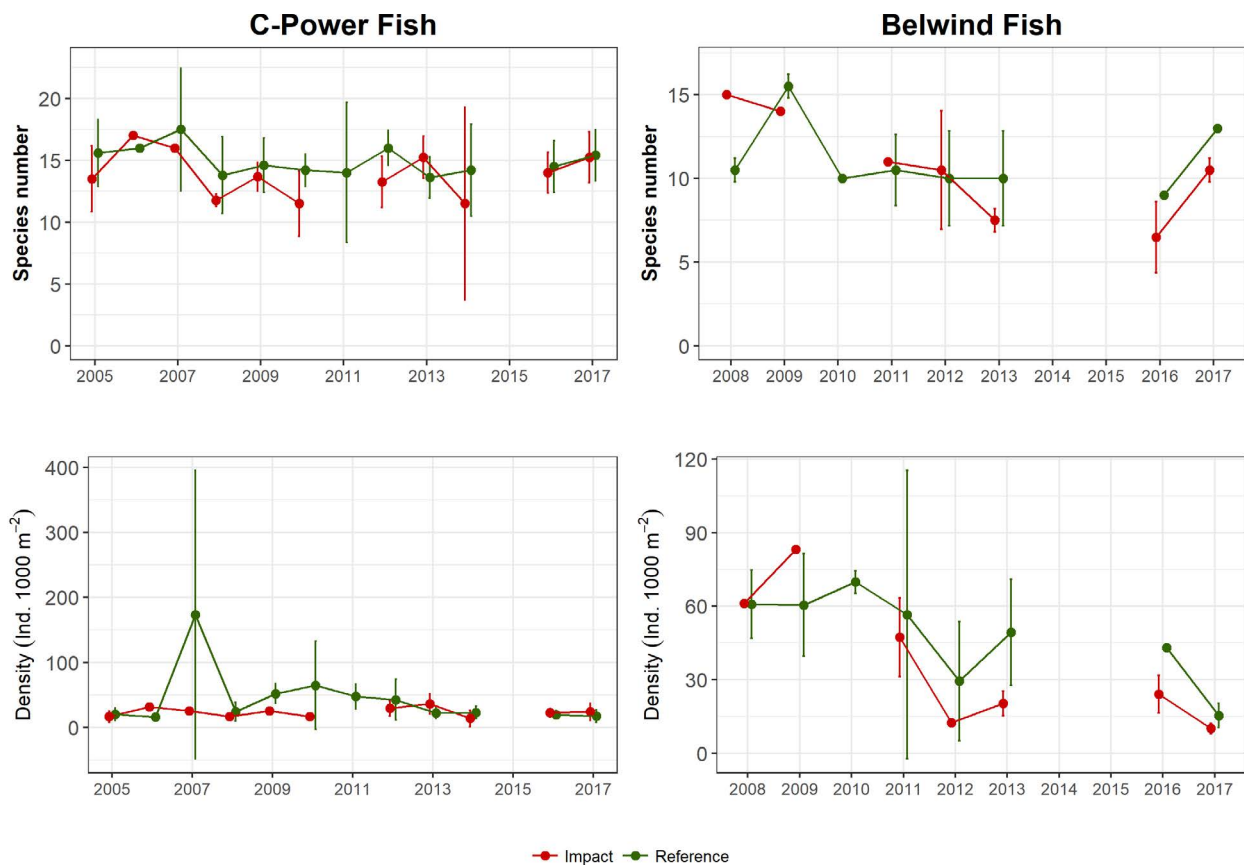 C-Power Fish
Belwind Fish
Species number
20
15
10
5
0
2005 2007 2009 2011 2013 2015 2017
Species number
15
10
5
0
2008 2009 2010 2011 2012 2013 2014 2015 2016 2017
Density (Ind. 1000 m⁻²)
400
300
200
100
0
2005 2007 2009 2011 2013 2015 2017
Density (Ind. 1000 m⁻²)
120
90
60
30
0
2008 2009 2010 2011 2012 2013 2014 2015 2016 2017
Impact Reference